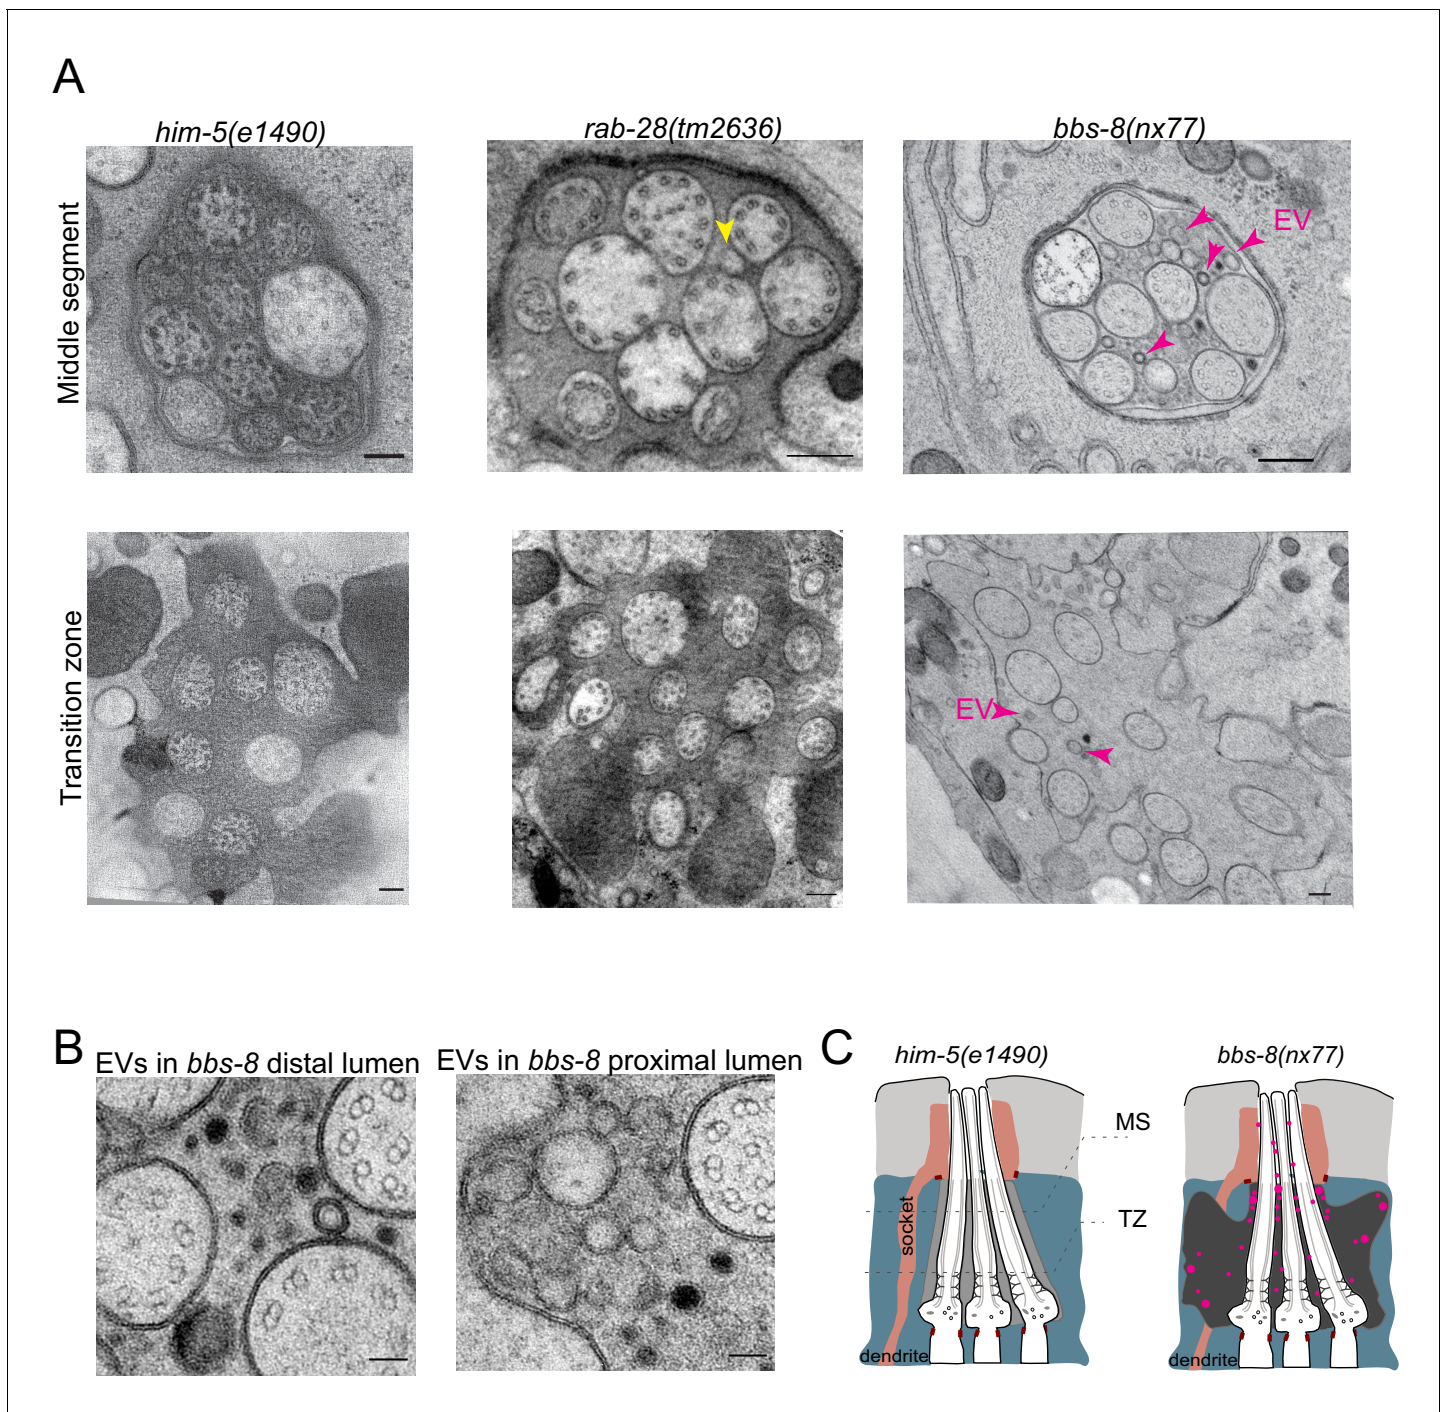 A
him-5(e1490)
rab-28(tm2636)
bbs-8(nx77)
Middle segment
EV
Transition zone
EV
B
EVs in bbs-8 distal lumen
EVs in bbs-8 proximal lumen
C
him-5(e1490)
bbs-8(nx77)
MS
TZ
socket
dendrite
dendrite